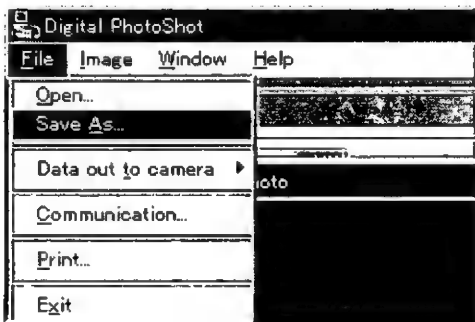 Digital PhotoShot
File Image Window Help
Open...
Save As...
Data out to camera
oto
Communication...
Print...
Exit